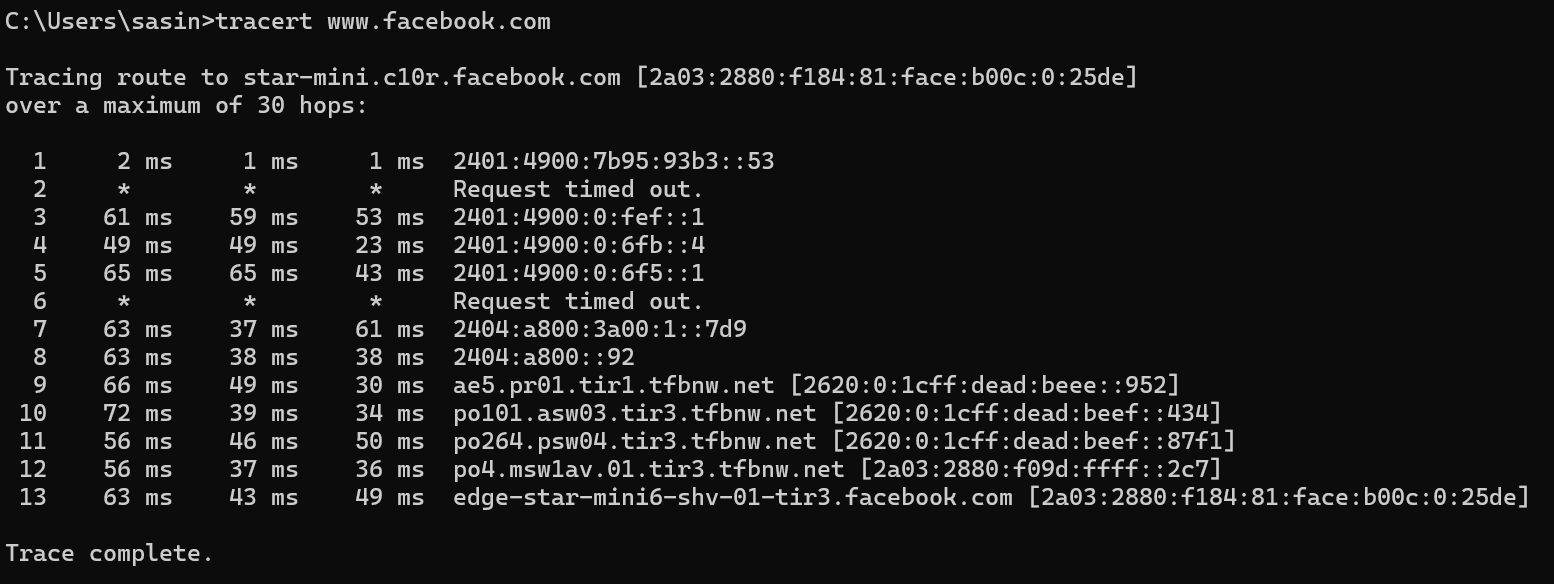 C:\Users\sasin>tracert www.facebook.com
Tracing route to star-mini.c10r.facebook.com [2a03:2880:f184:81:face:b00c:0:25de]
over a maximum of 30 hops:
1 2 ms 1 ms 1 ms 2401:4900:7b95:93b3::53
2 * * * Request timed out.
3 61 ms 59 ms 53 ms 2401:4900:0:fef::1
4 49 ms 49 ms 23 ms 2401:4900:0:6fb::4
5 65 ms 65 ms 43 ms 2401:4900:0:6f5::1
6 * * * Request timed out.
7 63 ms 37 ms 61 ms 2404:a800:3a00:1::7d9
8 63 ms 38 ms 38 ms 2404:a800::92
9 66 ms 49 ms 30 ms ae5.pr01.tir1.tfbnw.net [2620:0:1cff:dead:beee::952]
10 72 ms 39 ms 34 ms po101.asw03.tir3.tfbnw.net [2620:0:1cff:dead:beef::434]
11 56 ms 46 ms 50 ms po264.psw04.tir3.tfbnw.net [2620:0:1cff:dead:beef::87f1]
12 56 ms 37 ms 36 ms po4.msw1av.01.tir3.tfbnw.net [2a03:2880:f09d:ffff::2c7]
13 63 ms 43 ms 49 ms edge-star-mini6-shv-01-tir3.facebook.com [2a03:2880:f184:81:face:b00c:0:25de]
Trace complete.